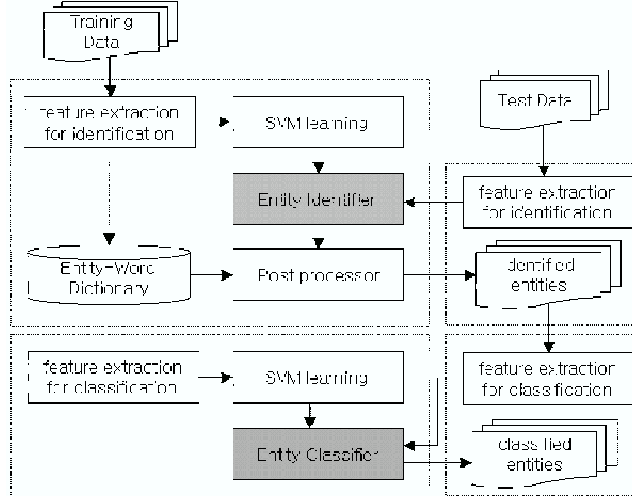 Training
Data
feature extraction
for identification
SVM learning
Test Data
Entity Identifier
feature extraction
for identification
Entity-Word
Dictionary
Post processor
identified
entities
feature extraction
for classification
SVM learning
feature extraction
for classification
Entity Classifier
classified
entities